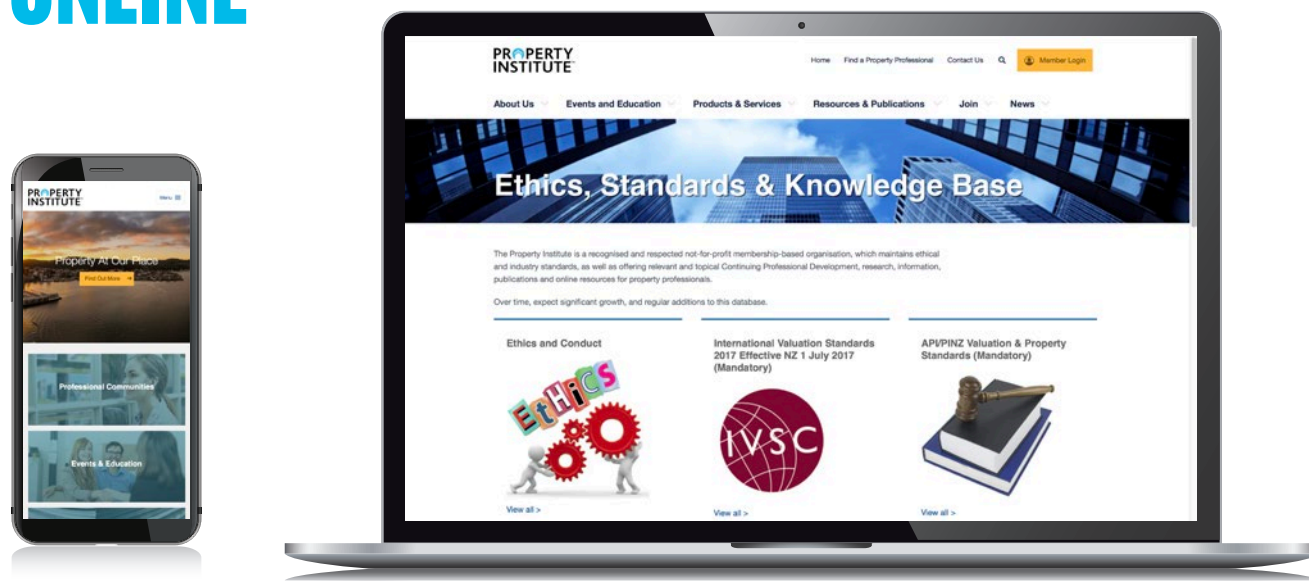 ONLINE
PROPERTY
INSTITUTE
Menu
Property At Our Place
Find Out More
Professional Communities
Events & Education
PROPERTY
INSTITUTE
Home Find a Property Professional Contact Us Member Login
About Us Events and Education Products & Services Resources & Publications Join News
Ethics, Standards & Knowledge Base
The Property Institute is a recognised and respected not-for-profit membership-based organisation, which maintains ethical
and industry standards, as well as offering relevant and topical Continuing Professional Development, research, information,
publications and online resources for property professionals.
Over time, expect significant growth, and regular additions to this database.
Ethics and Conduct
EtHiCS
View all >
International Valuation Standards
2017 Effective NZ 1 July 2017
(Mandatory)
IVSC
View all >
API/PINZ Valuation & Property
Standards (Mandatory)
View all >